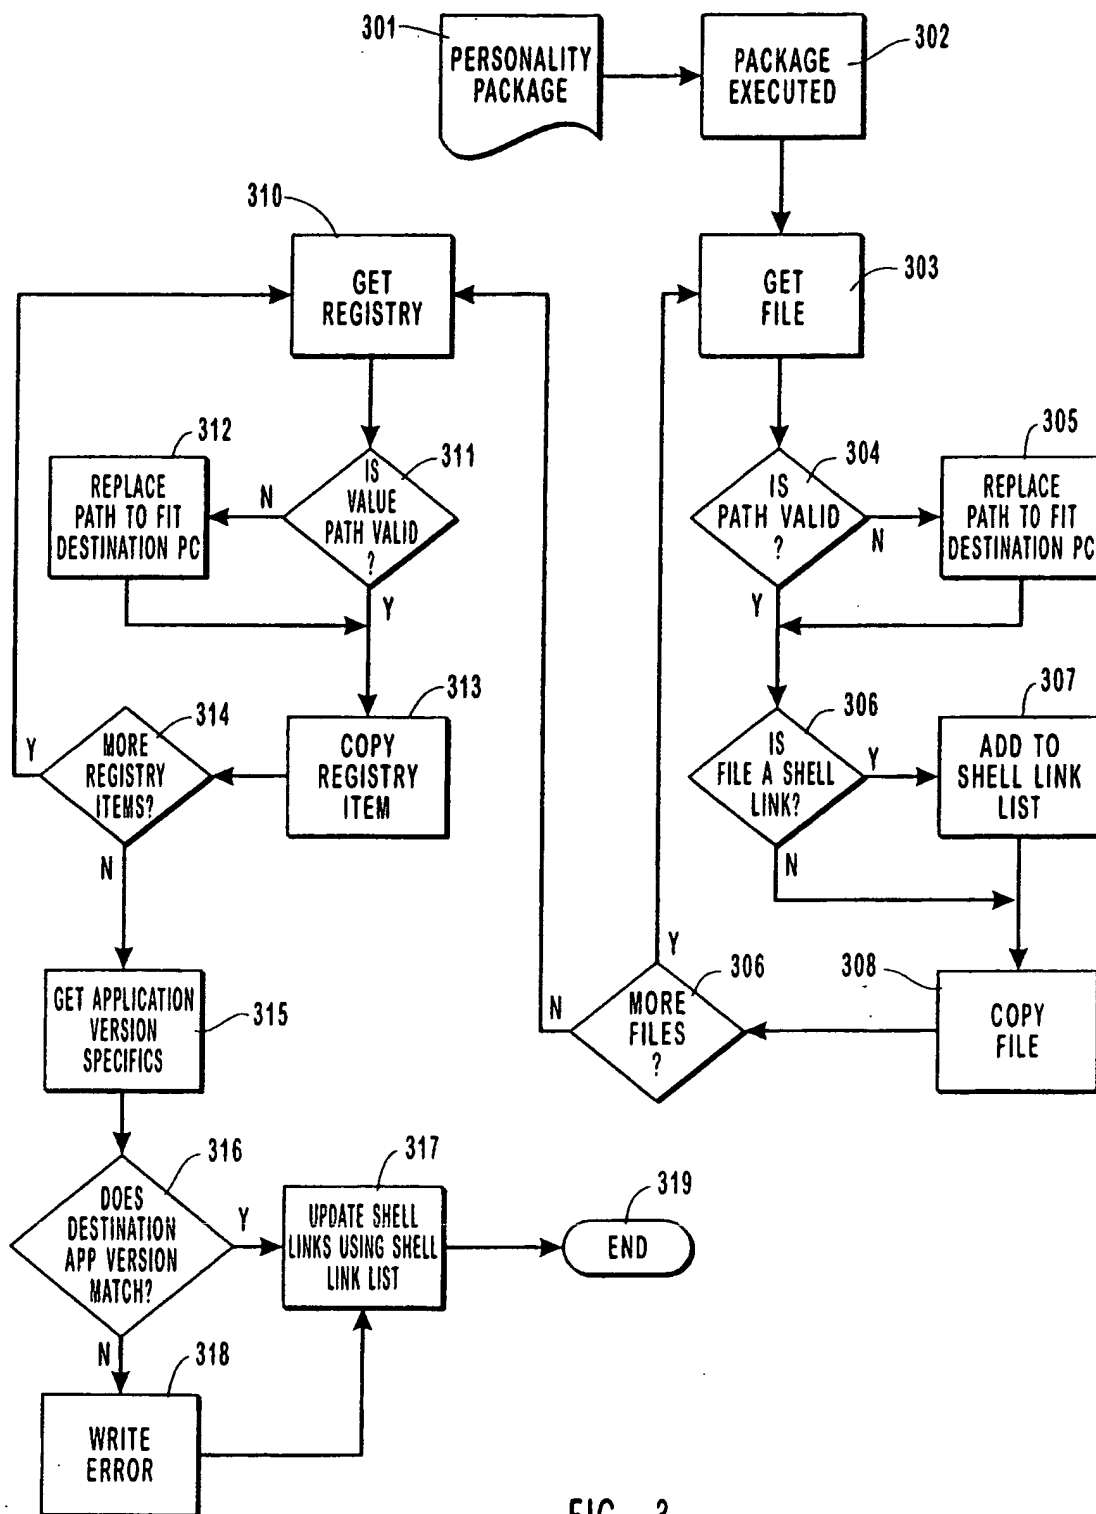 301
PERSONALITY
PACKAGE
PACKAGE
EXECUTED
302
310
GET
REGISTRY
GET
FILE
303
312
REPLACE
PATH TO FIT
DESTINATION PC
N
IS
VALUE
PATH VALID
?
311
Y
IS
PATH VALID
?
304
N
Y
305
REPLACE
PATH TO FIT
DESTINATION PC
314
MORE
REGISTRY
ITEMS?
Y
N
313
COPY
REGISTRY
ITEM
306
IS
FILE A SHELL
LINK?
Y
N
307
ADD TO
SHELL LINK
LIST
308
COPY
FILE
306
MORE
FILES
?
Y
N
GET APPLICATION
VERSION
SPECIFICS
315
316
DOES
DESTINATION
APP VERSION
MATCH?
Y
N
317
UPDATE SHELL
LINKS USING SHELL
LINK LIST
319
END
318
WRITE
ERROR
FIG. 3